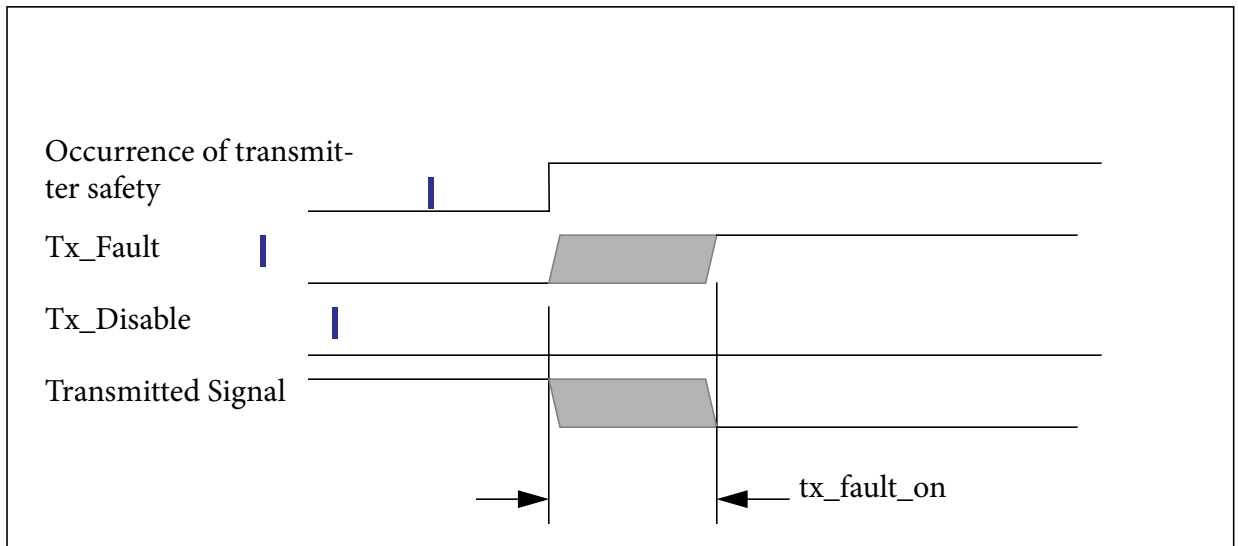 Occurrence of transmit-
ter safety
Tx_Fault
Tx_Disable
Transmitted Signal
tx_fault_on